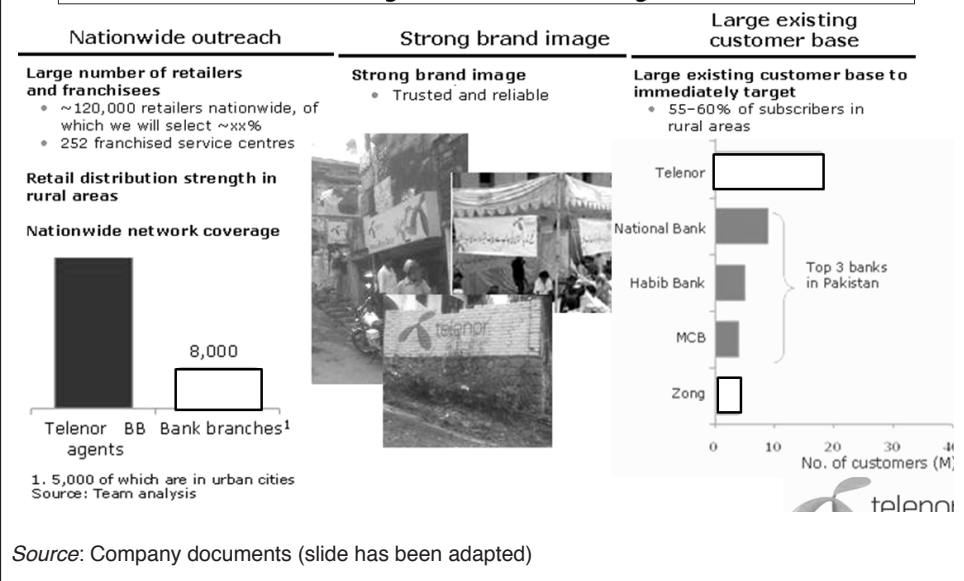 Nationwide outreach
Large number of retailers
and franchisees
• ~120,000 retailers nationwide, of
which we will select ~xx%
• 252 franchised service centres
Retail distribution strength in
rural areas
Nationwide network coverage
8,000
Telenor BB
agents
Bank branches¹
1. 5,000 of which are in urban cities
Source: Team analysis
Strong brand image
Strong brand image
• Trusted and reliable
telenor
Large existing
customer base
Large existing customer base to
immediately target
• 55–60% of subscribers in
rural areas
Telenor
National Bank
Habib Bank
MCB
Zong
Top 3 banks
in Pakistan
0 10 20 30
No. of customers (M)
telenor
Source: Company documents (slide has been adapted)